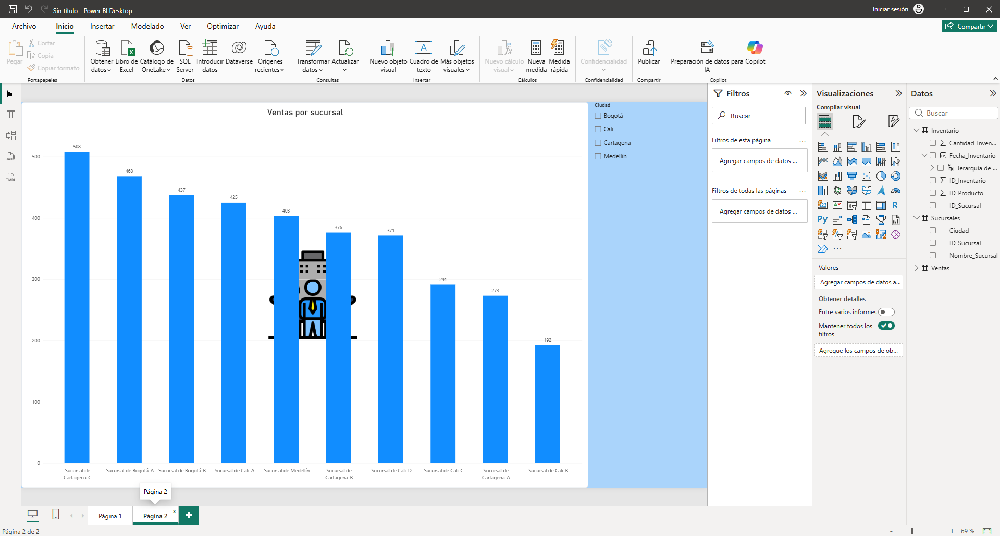 Sin título - Power BI Desktop
Iniciar sesión
Archivo Inicio Insertar Modelado Ver Optimizar Ayuda
Compartir
Pegar
Cortar
Copia
Copiar formato
Portapapeles
Obtener datos
Libro de Excel
Catálogo de OneLake
SQL Server
Introducir datos
Dataverse
Orígenes recientes
Datos
Transformar datos
Actualizar
Consultas
Nuevo objeto visual
Cuadro de texto
Más objetos visuales
Insertar
Nuevo cálculo visual
Nueva medida
Medida rápida
Cálculos
Confidencialidad
Confidencialidad
Publicar
Compartir
Preparación de datos para IA
Copilot
Copilot
DAX
TMDL
Ventas por sucursal
500
400
300
200
100
0
508
468
437
425
403
376
371
291
273
192
Sucursal de Cartagena-C
Sucursal de Bogotá-A
Sucursal de Bogotá-B
Sucursal de Cali-A
Sucursal de Medellín
Sucursal de Cartagena-B
Sucursal de Cali-D
Sucursal de Cali-C
Sucursal de Cartagena-A
Sucursal de Cali-B
Ciudad
Bogotá
Cali
Cartagena
Medellín
Filtros
Buscar
Filtros de esta página ...
Agregar campos de datos ...
Filtros de todas las páginas ...
Agregar campos de datos ...
Visualizaciones
Compilar visual
123
R
Py
...
Valores
Agregar campos de datos a...
Obtener detalles
Entre varios informes
Mantener todos los filtros
Agregue los campos de ob...
Datos
Buscar
Inventario
Cantidad_Inven...
Fecha_Inventario
Jerarquía de ...
ID_Inventario
ID_Producto
ID_Sucursal
Sucursales
Ciudad
ID_Sucursal
Nombre_Sucursal
Ventas
Página 2
Página 1
Página 2 x
+
Página 2 de 2
- + 69 %